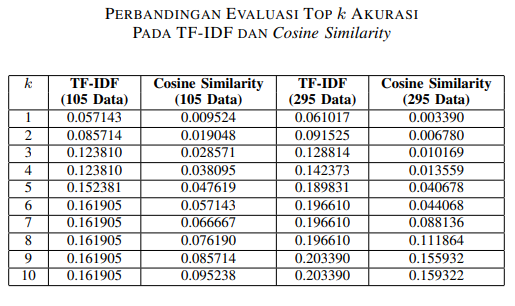 PERBANDINGAN EVALUASI TOP k AKURASI
PADA TF-IDF DAN Cosine Similarity
k TF-IDF (105 Data) Cosine Similarity (105 Data) TF-IDF (295 Data) Cosine Similarity (295 Data)
1 0.057143 0.009524 0.061017 0.003390
2 0.085714 0.019048 0.091525 0.006780
3 0.123810 0.028571 0.128814 0.010169
4 0.123810 0.038095 0.142373 0.013559
5 0.152381 0.047619 0.189831 0.040678
6 0.161905 0.057143 0.196610 0.044068
7 0.161905 0.066667 0.196610 0.088136
8 0.161905 0.076190 0.196610 0.111864
9 0.161905 0.085714 0.203390 0.155932
10 0.161905 0.095238 0.203390 0.159322